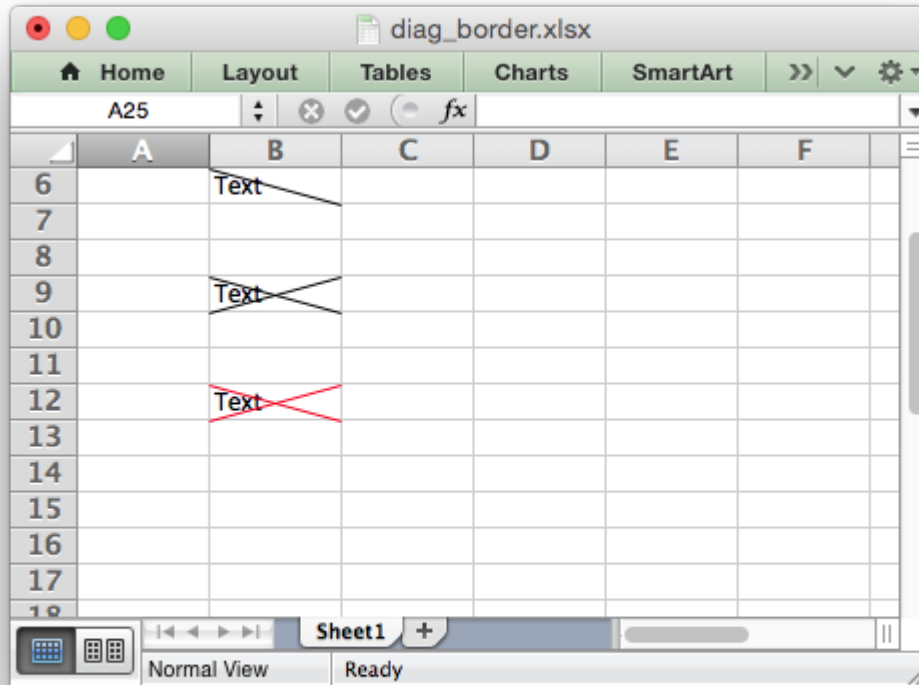 diag_border.xlsx
Home Layout Tables Charts SmartArt
A25 fx
A B C D E F
6 Text
7
8
9 Text
10
11
12 Text
13
14
15
16
17
18
Sheet1
Normal View Ready